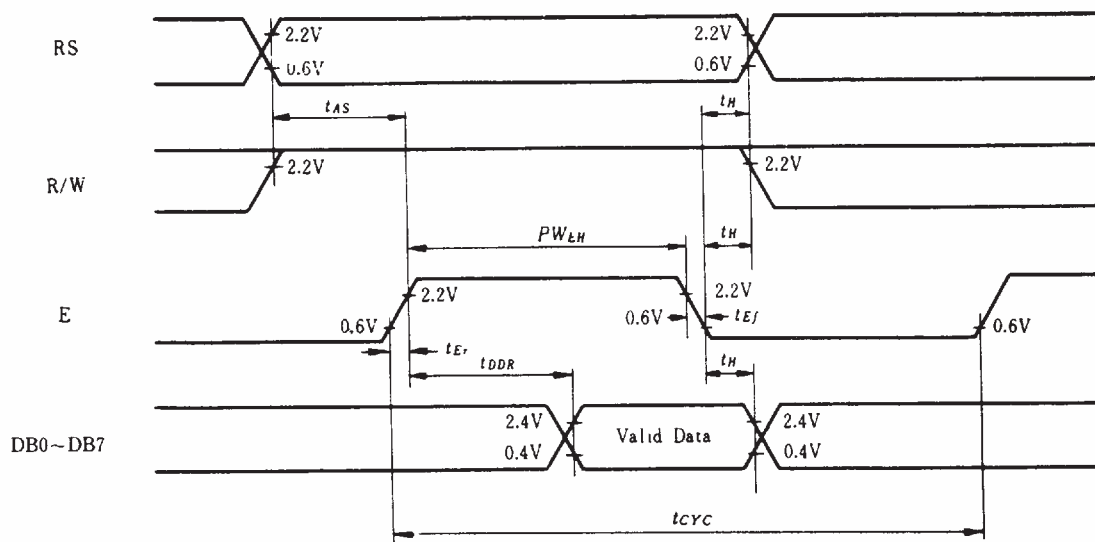 RS
2.2V
0.6V
2.2V
0.6V
tAS
tH
R/W
2.2V
2.2V
PWEH
tH
E
2.2V
0.6V
2.2V
0.6V
tEf
0.6V
tEr
tDDR
tH
DB0~DB7
2.4V
0.4V
Valid Data
2.4V
0.4V
tCYC